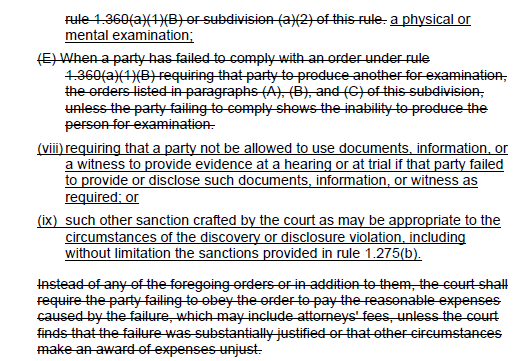 rule 1.360(a)(1)(B) or subdivision (a)(2) of this rule. a physical or
mental examination;
(E) When a party has failed to comply with an order under rule
1.360(a)(1)(B) requiring that party to produce another for examination,
the orders listed in paragraphs (A), (B), and (C) of this subdivision,
unless the party failing to comply shows the inability to produce the
person for examination.
(viii) requiring that a party not be allowed to use documents, information, or
a witness to provide evidence at a hearing or at trial if that party failed
to provide or disclose such documents, information, or witness as
required; or
(ix) such other sanction crafted by the court as may be appropriate to the
circumstances of the discovery or disclosure violation, including
without limitation the sanctions provided in rule 1.275(b).
Instead of any of the foregoing orders or in addition to them, the court shall
require the party failing to obey the order to pay the reasonable expenses
caused by the failure, which may include attorneys' fees, unless the court
finds that the failure was substantially justified or that other circumstances
make an award of expenses unjust.